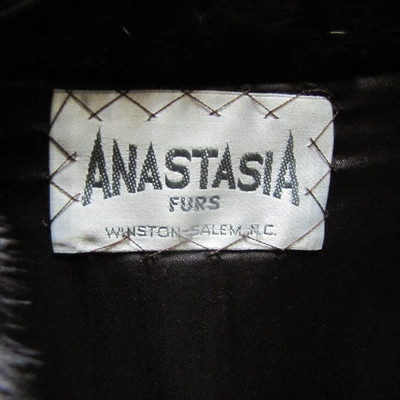 ANASTASIA
FURS
WINSTON-SALEM, N.C.